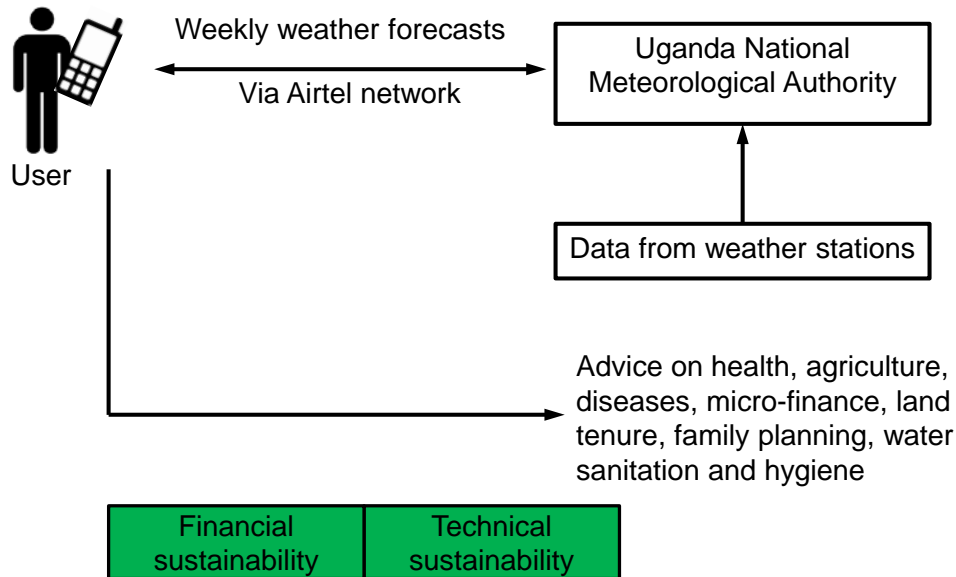 Weekly weather forecasts
Via Airtel network
User
Uganda National
Meteorological Authority
Data from weather stations
Advice on health, agriculture,
diseases, micro-finance, land
tenure, family planning, water
sanitation and hygiene
Financial
sustainability
Technical
sustainability